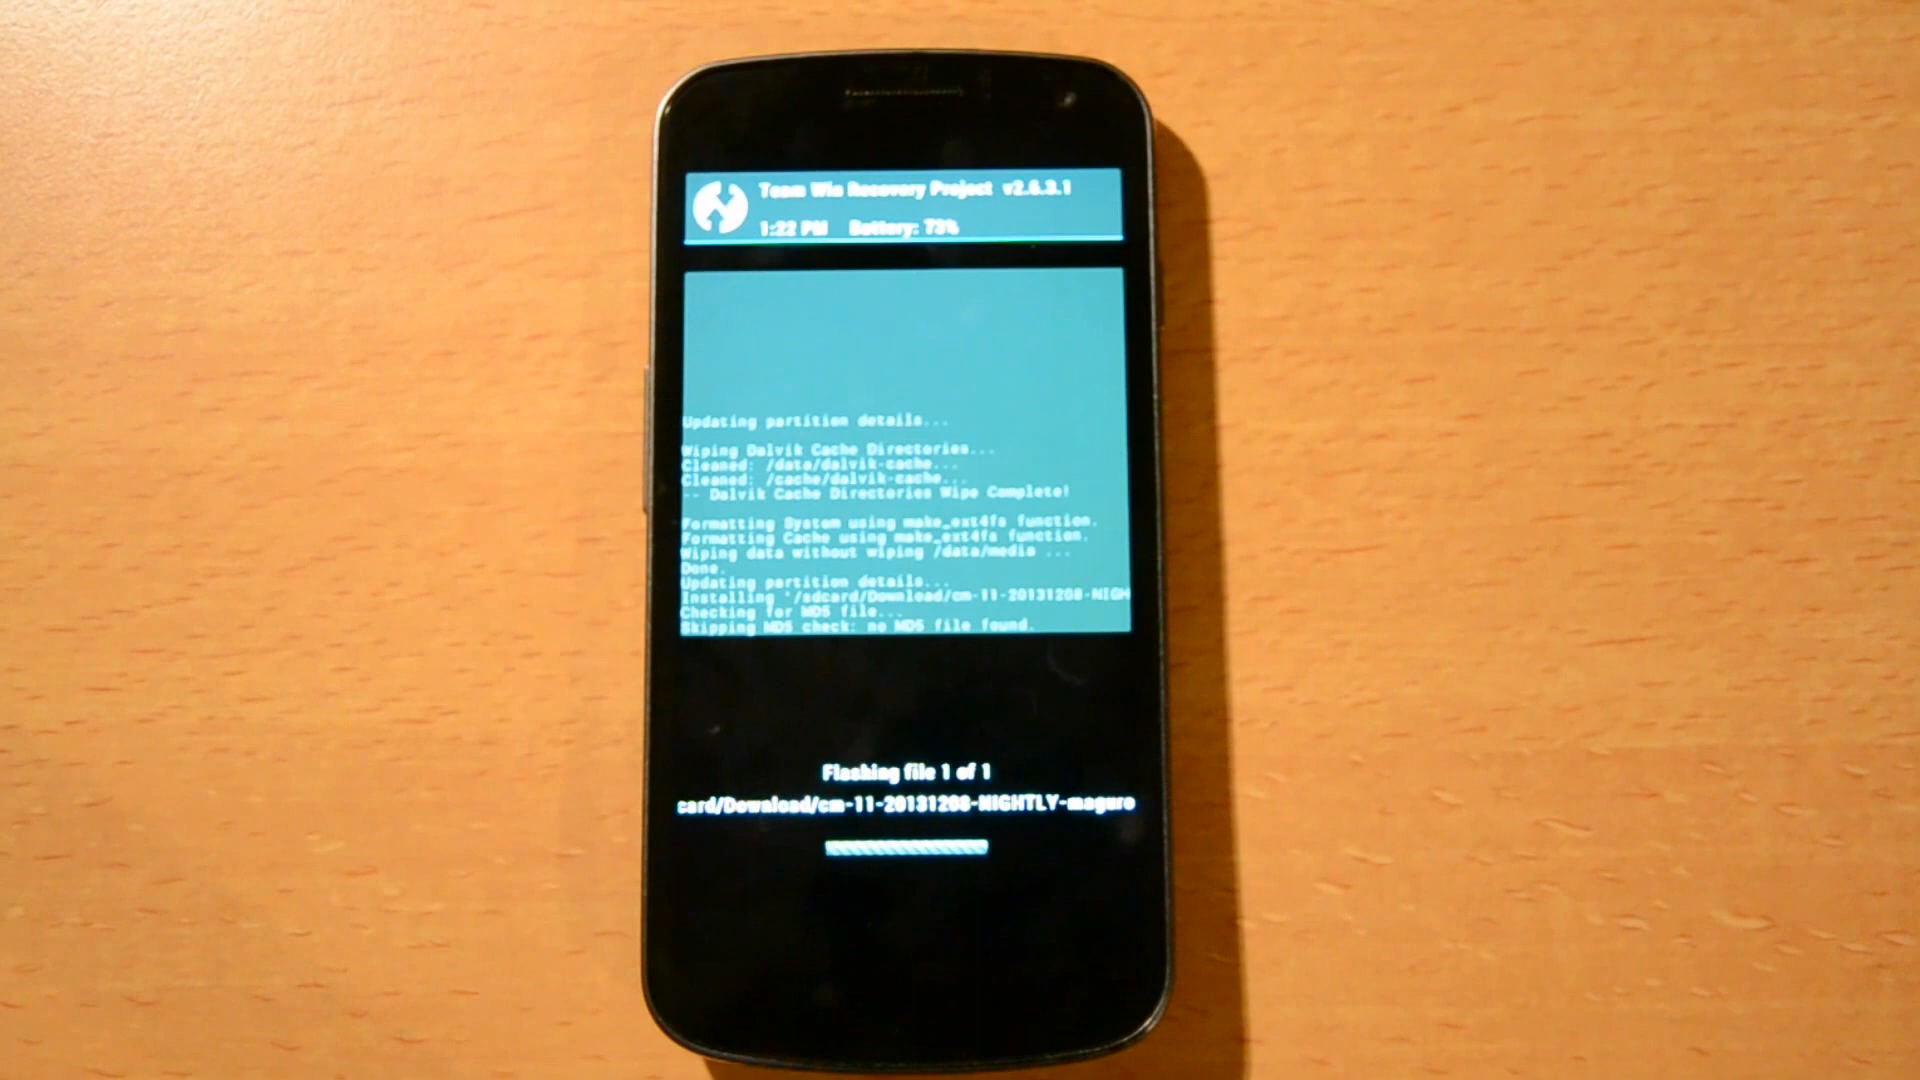 Team Win Recovery Project v2.6.3.1
1:22 PM Battery: 73%
Updating partition details...
Wiping Dalvik Cache Directories...
Cleaned: /data/dalvik-cache...
Cleaned: /cache/dalvik-cache...
-- Dalvik Cache Directories Wipe Complete!
Formatting System using make_ext4fs function.
Formatting Cache using make_ext4fs function.
Wiping data without wiping /data/media ...
Done.
Updating partition details...
Installing '/sdcard/Download/cm-11-20131208-NIGH
Checking for MD5 file...
Skipping MD5 check: no MD5 file found.
Flashing file 1 of 1
card/Download/cm-11-20131208-NIGHTLY-maguro